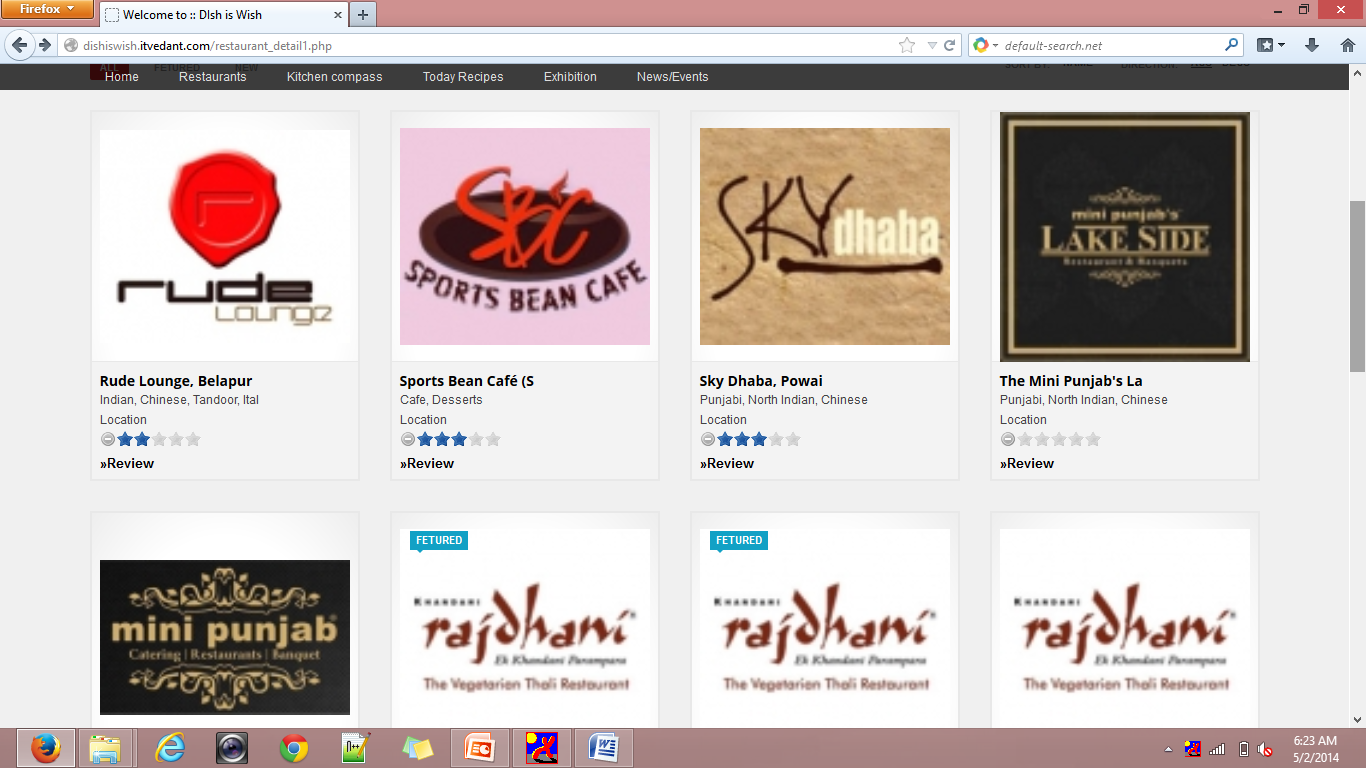 Firefox
Welcome to :: DIsh is Wish
dishiswish.itvedant.com/restaurant_detail1.php
default-search.net
ALL FETURED NEW
Home Restaurants Kitchen compass Today Recipes Exhibition News/Events
rude
Lounge
SBC
SPORTS BEAN CAFE
SKY dhaba
mini punjab's
LAKE SIDE
Restaurant & Banquets
Rude Lounge, Belapur
Indian, Chinese, Tandoor, Ital
Location
»Review
Sports Bean Café (S
Cafe, Desserts
Location
»Review
Sky Dhaba, Powai
Punjabi, North Indian, Chinese
Location
»Review
The Mini Punjab's La
Punjabi, North Indian, Chinese
Location
»Review
mini punjab®
Catering | Restaurants | Banquet
FETURED
KHANDANI
rajdhani
Ek Khandani Parampara
The Vegetarian Thali Restaurant
FETURED
KHANDANI
rajdhani
Ek Khandani Parampara
The Vegetarian Thali Restaurant
KHANDANI
rajdhani
Ek Khandani Parampara
The Vegetarian Thali Restaurant
6:23 AM
5/2/2014